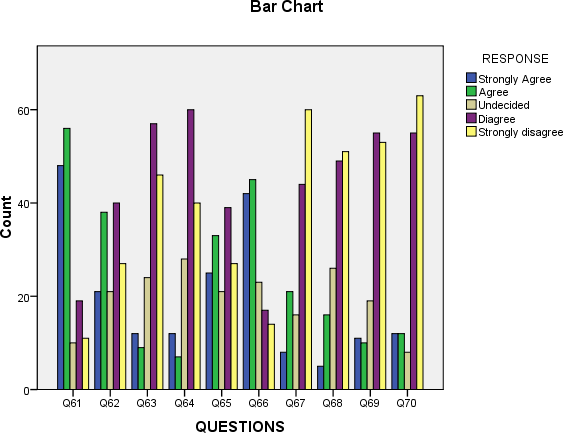 Bar Chart
RESPONSE
Strongly Agree
Agree
Undecided
Diagree
Strongly disagree
Count
60
40
20
0
Q61 Q62 Q63 Q64 Q65 Q66 Q67 Q68 Q69 Q70
QUESTIONS